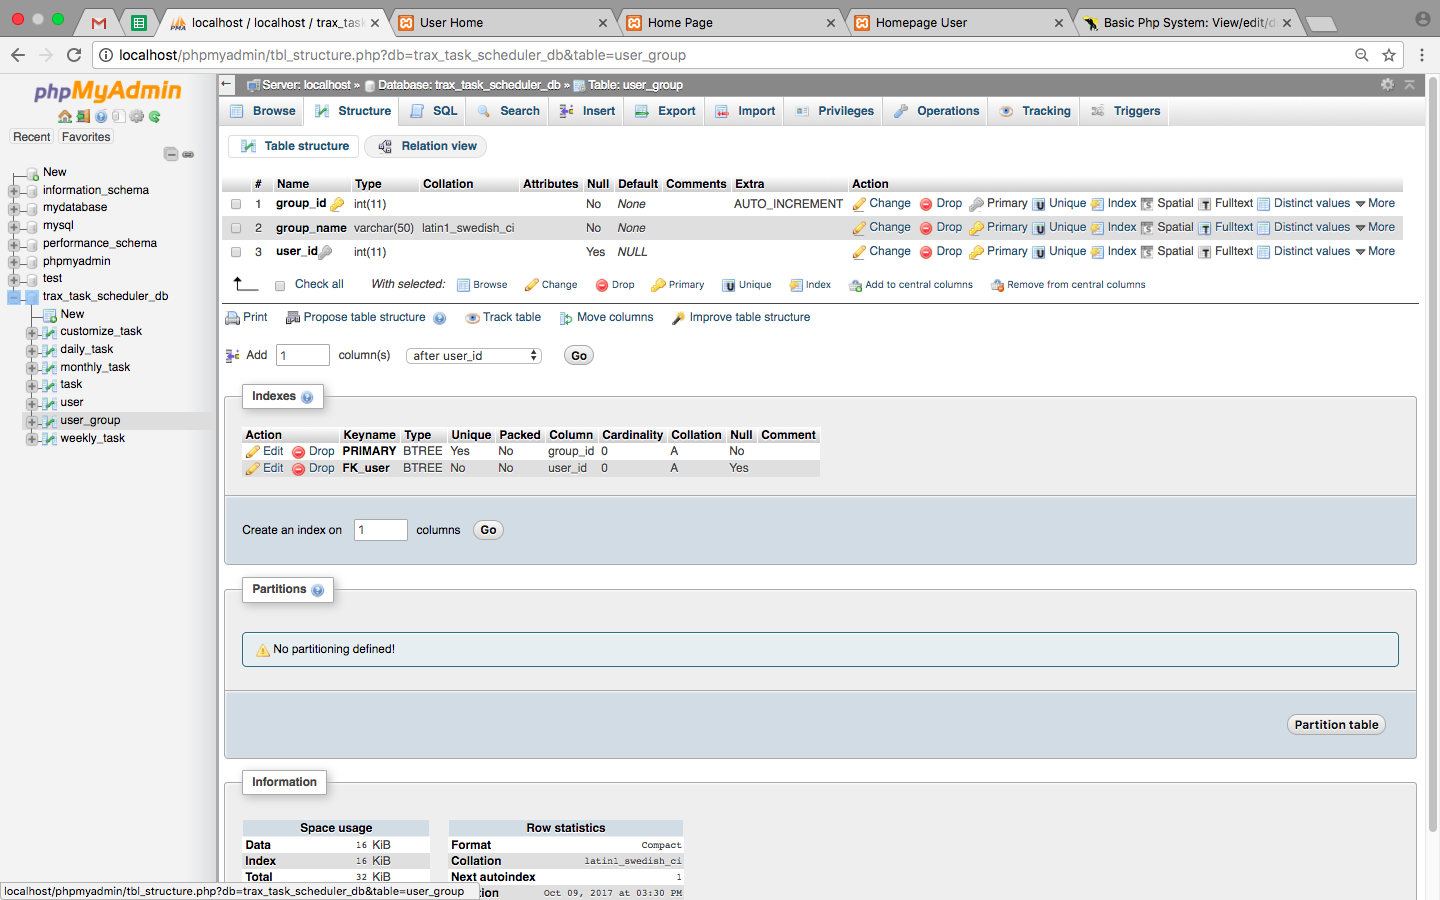 localhost / localhost / trax_task
User Home
Home Page
Homepage User
Basic Php System: View/edit/d
localhost/phpmyadmin/tbl_structure.php?db=trax_task_scheduler_db&table=user_group
phpMyAdmin
Recent Favorites
New
information_schema
mydatabase
mysql
performance_schema
phpmyadmin
test
trax_task_scheduler_db
New
customize_task
daily_task
monthly_task
task
user
user_group
weekly_task
Server: localhost » Database: trax_task_scheduler_db » Table: user_group
Browse Structure SQL Search Insert Export Import Privileges Operations Tracking Triggers
Table structure Relation view
# Name Type Collation Attributes Null Default Comments Extra Action
1 group_id int(11) No None AUTO_INCREMENT Change Drop Primary Unique Index Spatial Fulltext Distinct values More
2 group_name varchar(50) latin1_swedish_ci No None Change Drop Primary Unique Index Spatial Fulltext Distinct values More
3 user_id int(11) Yes NULL Change Drop Primary Unique Index Spatial Fulltext Distinct values More
Check all With selected: Browse Change Drop Primary Unique Index Add to central columns Remove from central columns
Print Propose table structure Track table Move columns Improve table structure
Add 1 column(s) after user_id Go
Indexes
Action Keyname Type Unique Packed Column Cardinality Collation Null Comment
Edit Drop PRIMARY BTREE Yes No group_id 0 A No
Edit Drop FK_user BTREE No No user_id 0 A Yes
Create an index on 1 columns Go
Partitions
No partitioning defined!
Partition table
Information
Space usage
Data 16 KiB
Index 16 KiB
Total 32 KiB
Row statistics
Format Compact
Collation latin1_swedish_ci
Next autoindex 1
tion Oct 09, 2017 at 03:30 PM
localhost/phpmyadmin/tbl_structure.php?db=trax_task_scheduler_db&table=user_group